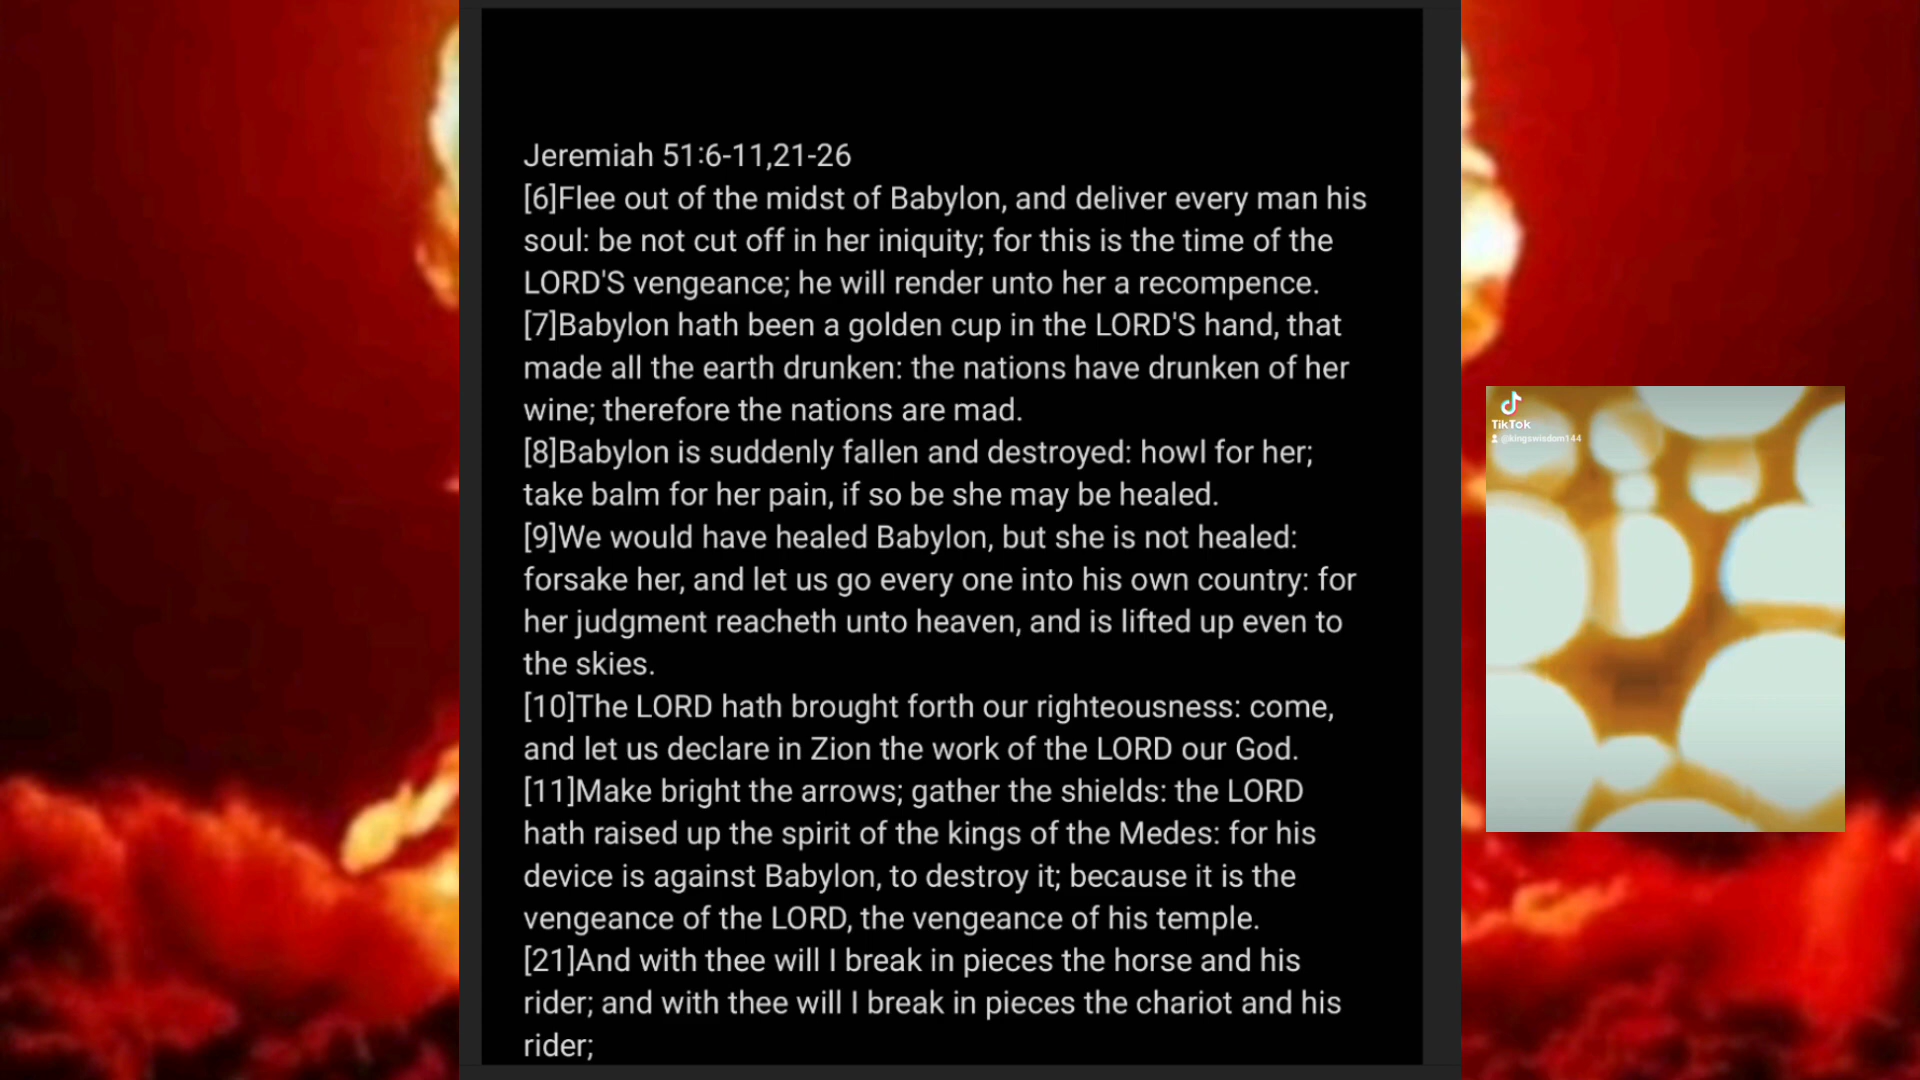 Jeremiah 51:6-11,21-26
[6]Flee out of the midst of Babylon, and deliver every man his
soul: be not cut off in her iniquity; for this is the time of the
LORD'S vengeance; he will render unto her a recompence.
[7]Babylon hath been a golden cup in the LORD'S hand, that
made all the earth drunken: the nations have drunken of her
wine; therefore the nations are mad.
[8]Babylon is suddenly fallen and destroyed: howl for her;
take balm for her pain, if so be she may be healed.
[9]We would have healed Babylon, but she is not healed:
forsake her, and let us go every one into his own country: for
her judgment reacheth unto heaven, and is lifted up even to
the skies.
[10]The LORD hath brought forth our righteousness: come,
and let us declare in Zion the work of the LORD our God.
[11]Make bright the arrows; gather the shields: the LORD
hath raised up the spirit of the kings of the Medes: for his
device is against Babylon, to destroy it; because it is the
vengeance of the LORD, the vengeance of his temple.
[21]And with thee will I break in pieces the horse and his
rider; and with thee will I break in pieces the chariot and his
rider;
TikTok
@kingswisdom144